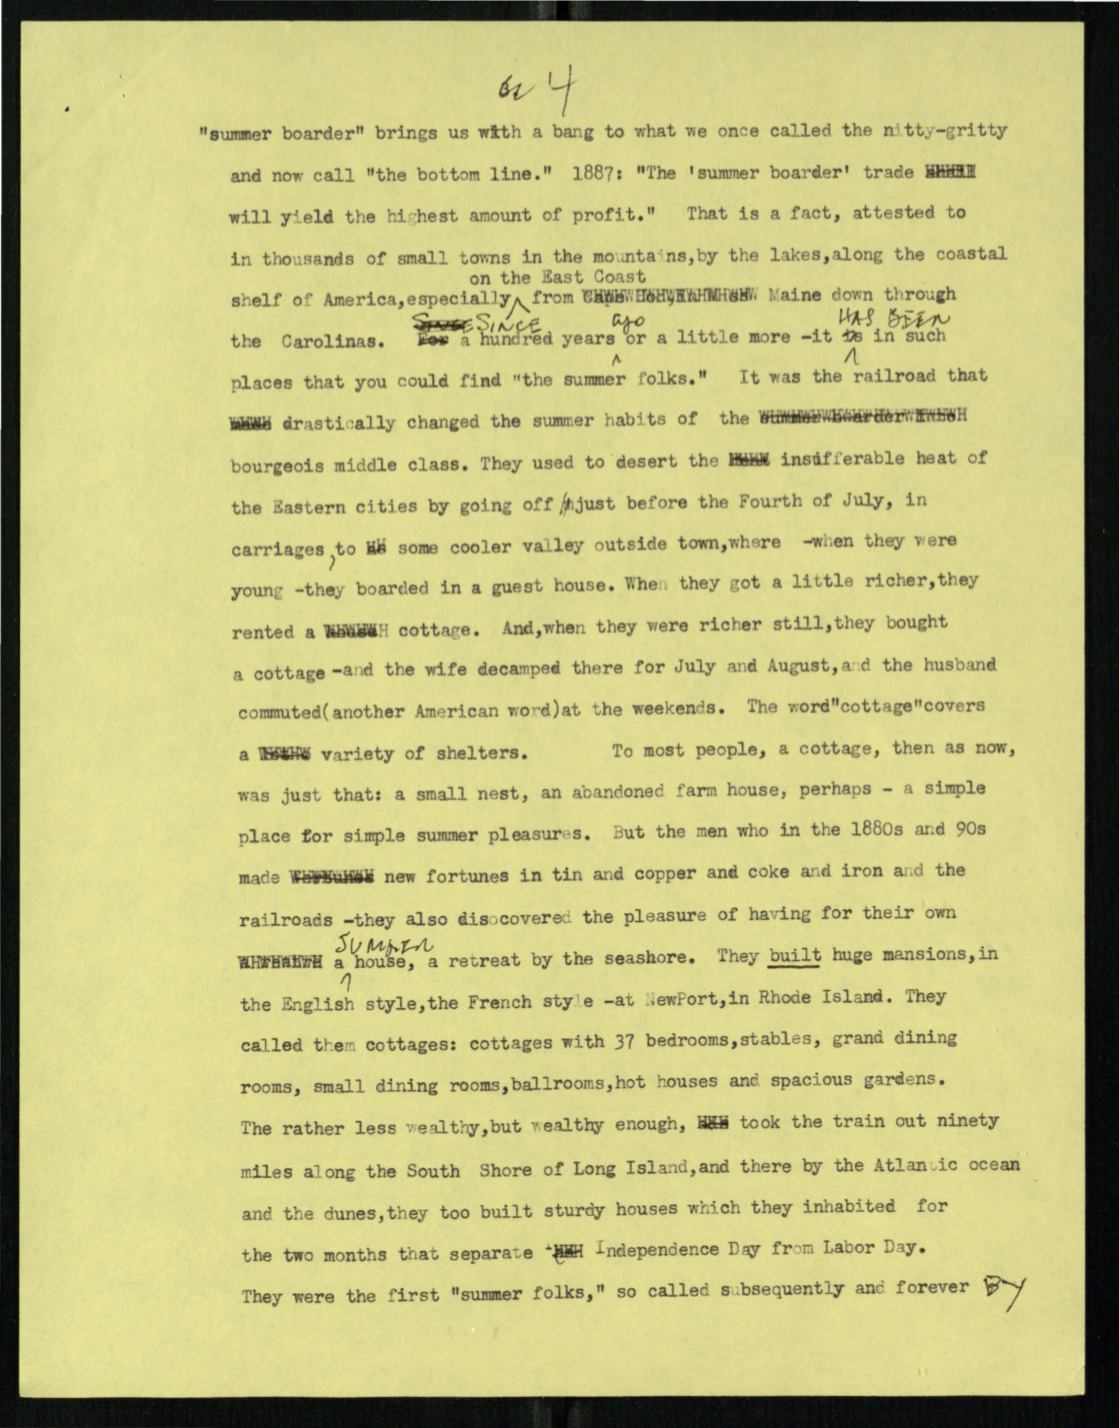 4
"summer boarder" brings us with a bang to what we once called the nitty-gritty
and now call "the bottom line." 1887: "The 'summer boarder' trade
will yield the highest amount of profit." That is a fact, attested to
in thousands of small towns in the mountains,by the lakes,along the coastal
on the East Coast
shelf of America,especially from Maine down through
SINCE ago HAS BEEN
the Carolinas. For a hundred years or a little more -it is in such
places that you could find "the summer folks." It was the railroad that
drastically changed the summer habits of the summer boarder
bourgeois middle class. They used to desert the insufferable heat of
the Eastern cities by going off just before the Fourth of July, in
carriages, to some cooler valley outside town,where -when they were
young -they boarded in a guest house. When they got a little richer,they
rented a cottage. And,when they were richer still,they bought
a cottage -and the wife decamped there for July and August,and the husband
commuted(another American word)at the weekends. The word"cottage"covers
a variety of shelters. To most people, a cottage, then as now,
was just that: a small nest, an abandoned farm house, perhaps - a simple
place for simple summer pleasures. But the men who in the 1880s and 90s
made new fortunes in tin and copper and coke and iron and the
railroads -they also disocovered the pleasure of having for their own
SUMMER
a house, a retreat by the seashore. They built huge mansions,in
the English style,the French style -at NewPort,in Rhode Island. They
called them cottages: cottages with 37 bedrooms,stables, grand dining
rooms, small dining rooms,ballrooms,hot houses and spacious gardens.
The rather less wealthy,but wealthy enough, took the train out ninety
miles along the South Shore of Long Island,and there by the Atlantic ocean
and the dunes,they too built sturdy houses which they inhabited for
the two months that separate Independence Day from Labor Day.
They were the first "summer folks," so called subsequently and forever BY